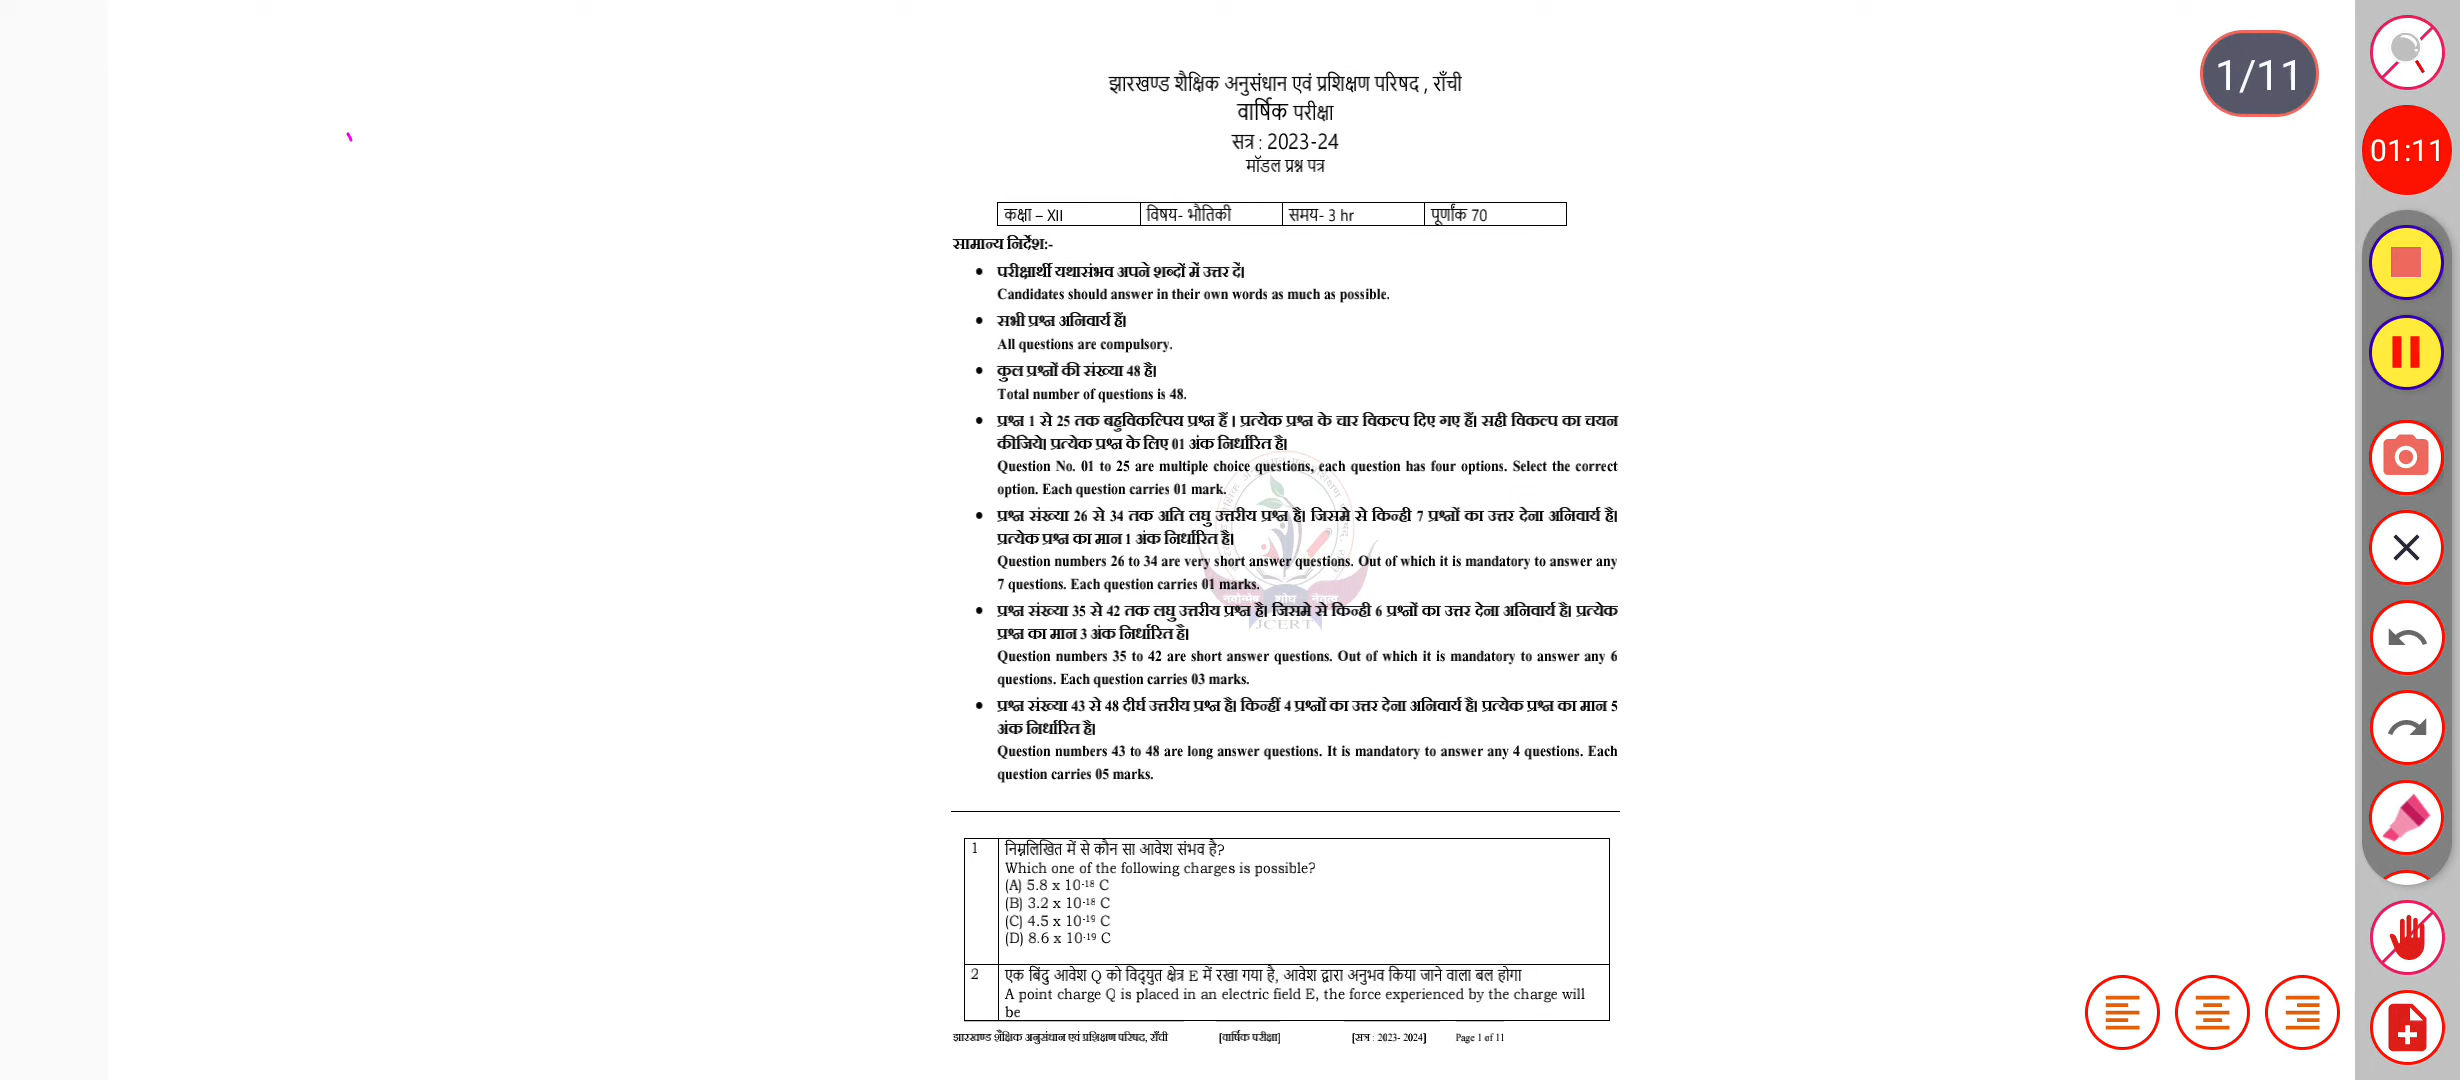 झारखण्ड शैक्षिक अनुसंधान एवं प्रशिक्षण परिषद , राँची
वार्षिक परीक्षा
सत्र : 2023-24
मॉडल प्रश्न पत्र
1/11
01:11
कक्षा – XII विषय- भौतिकी समय- 3 hr पूर्णांक 70
सामान्य निर्देश:-
• परीक्षार्थी यथासंभव अपने शब्दों में उत्तर दें।
Candidates should answer in their own words as much as possible.
• सभी प्रश्न अनिवार्य हैं।
All questions are compulsory.
• कुल प्रश्नों की संख्या 48 है।
Total number of questions is 48.
• प्रश्न 1 से 25 तक बहुविकल्पिय प्रश्न हैं । प्रत्येक प्रश्न के चार विकल्प दिए गए हैं। सही विकल्प का चयन
कीजिये। प्रत्येक प्रश्न के लिए 01 अंक निर्धारित है।
Question No. 01 to 25 are multiple choice questions, each question has four options. Select the correct
option. Each question carries 01 mark.
• प्रश्न संख्या 26 से 34 तक अति लघु उत्तरीय प्रश्न है। जिसमे से किन्ही 7 प्रश्नों का उत्तर देना अनिवार्य है।
प्रत्येक प्रश्न का मान 1 अंक निर्धारित है।
Question numbers 26 to 34 are very short answer questions. Out of which it is mandatory to answer any
7 questions. Each question carries 01 marks.
नवोन्मेष शोध नेतृत्व
• प्रश्न संख्या 35 से 42 तक लघु उत्तरीय प्रश्न है। जिसमे से किन्ही 6 प्रश्नों का उत्तर देना अनिवार्य है। प्रत्येक
JCERT
प्रश्न का मान 3 अंक निर्धारित है।
Question numbers 35 to 42 are short answer questions. Out of which it is mandatory to answer any 6
questions. Each question carries 03 marks.
• प्रश्न संख्या 43 से 48 दीर्घ उत्तरीय प्रश्न है। किन्हीं 4 प्रश्नों का उत्तर देना अनिवार्य है। प्रत्येक प्रश्न का मान 5
अंक निर्धारित है।
Question numbers 43 to 48 are long answer questions. It is mandatory to answer any 4 questions. Each
question carries 05 marks.
1 निम्नलिखित में से कौन सा आवेश संभव है?
Which one of the following charges is possible?
(A) 5.8 x 10⁻¹⁸ C
(B) 3.2 x 10⁻¹⁸ C
(C) 4.5 x 10⁻¹⁹ C
(D) 8.6 x 10⁻¹⁹ C
2 एक बिंदु आवेश Q को विद्युत क्षेत्र E में रखा गया है, आवेश द्वारा अनुभव किया जाने वाला बल होगा
A point charge Q is placed in an electric field E, the force experienced by the charge will
be
झारखण्ड शैक्षिक अनुसंधान एवं प्रशिक्षण परिषद, राँची [वार्षिक परीक्षा] [सत्र : 2023- 2024] Page 1 of 11